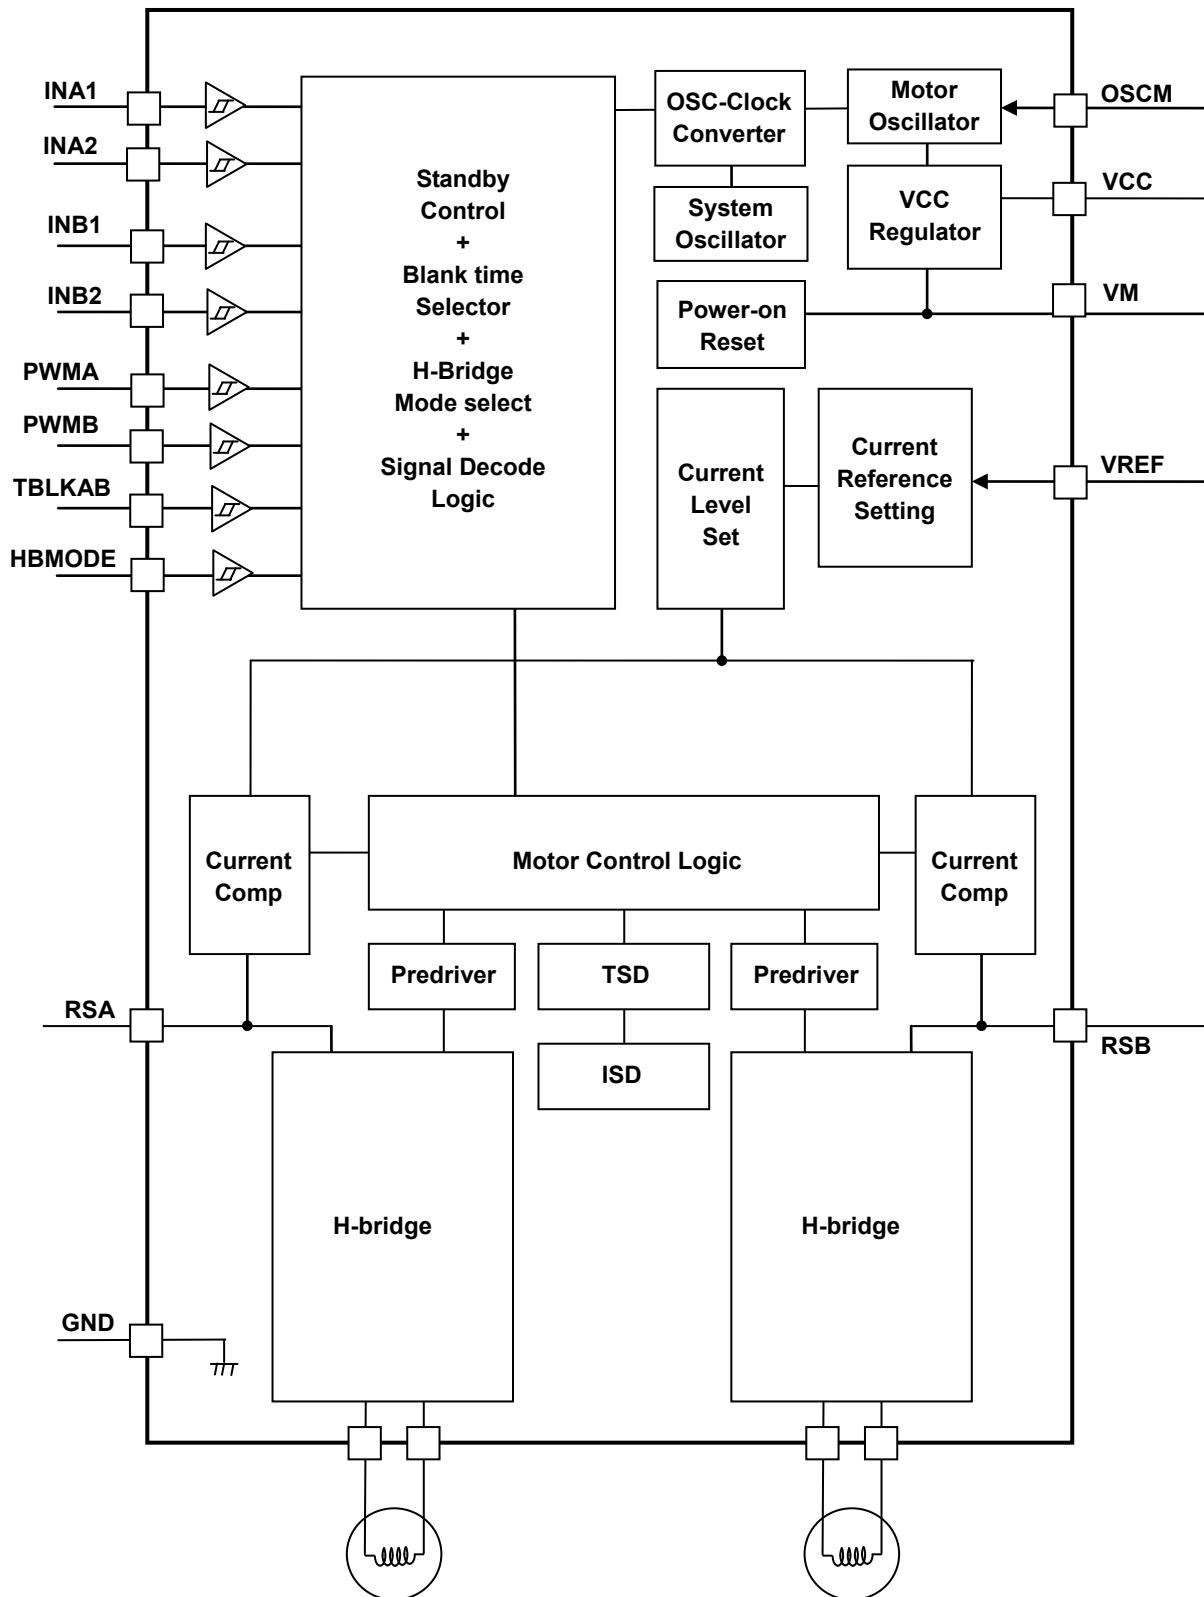 INA1
INA2
INB1
INB2
PWMA
PWMB
TBLKAB
HBMODE
Standby
Control
+
Blank time
Selector
+
H-Bridge
Mode select
+
Signal Decode
Logic
OSC-Clock
Converter
Motor
Oscillator
OSCM
System
Oscillator
VCC
Regulator
VCC
Power-on
Reset
VM
Current
Level
Set
Current
Reference
Setting
VREF
Current
Comp
Motor Control Logic
Current
Comp
Predriver
TSD
Predriver
RSA
ISD
RSB
H-bridge
H-bridge
GND